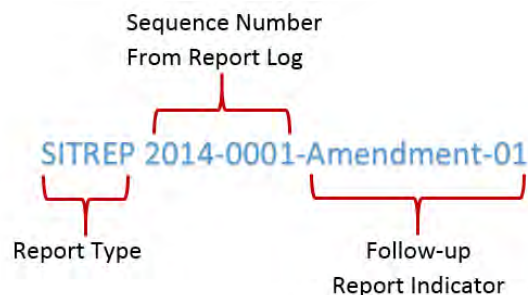 Sequence Number
From Report Log
SITREP 2014-0001-Amendment-01
Report Type
Follow-up
Report Indicator